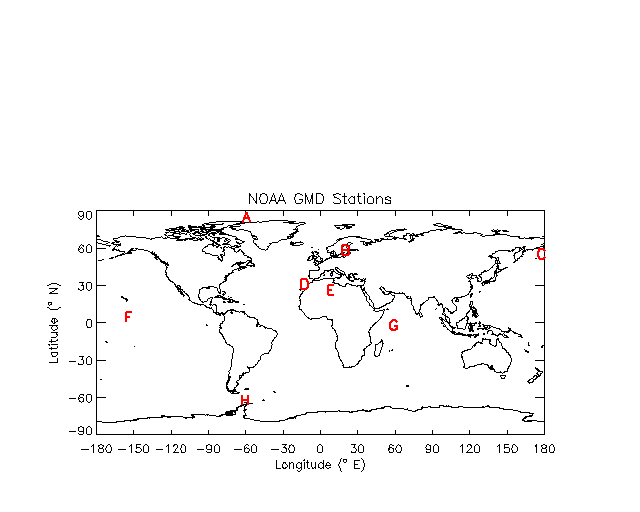 NOAA GMD Stations
90
60
30
0
-30
-60
-90
Latitude (° N)
A
B
C
D
E
F
G
H
-180 -150 -120 -90 -60 -30 0 30 60 90 120 150 180
Longitude (° E)